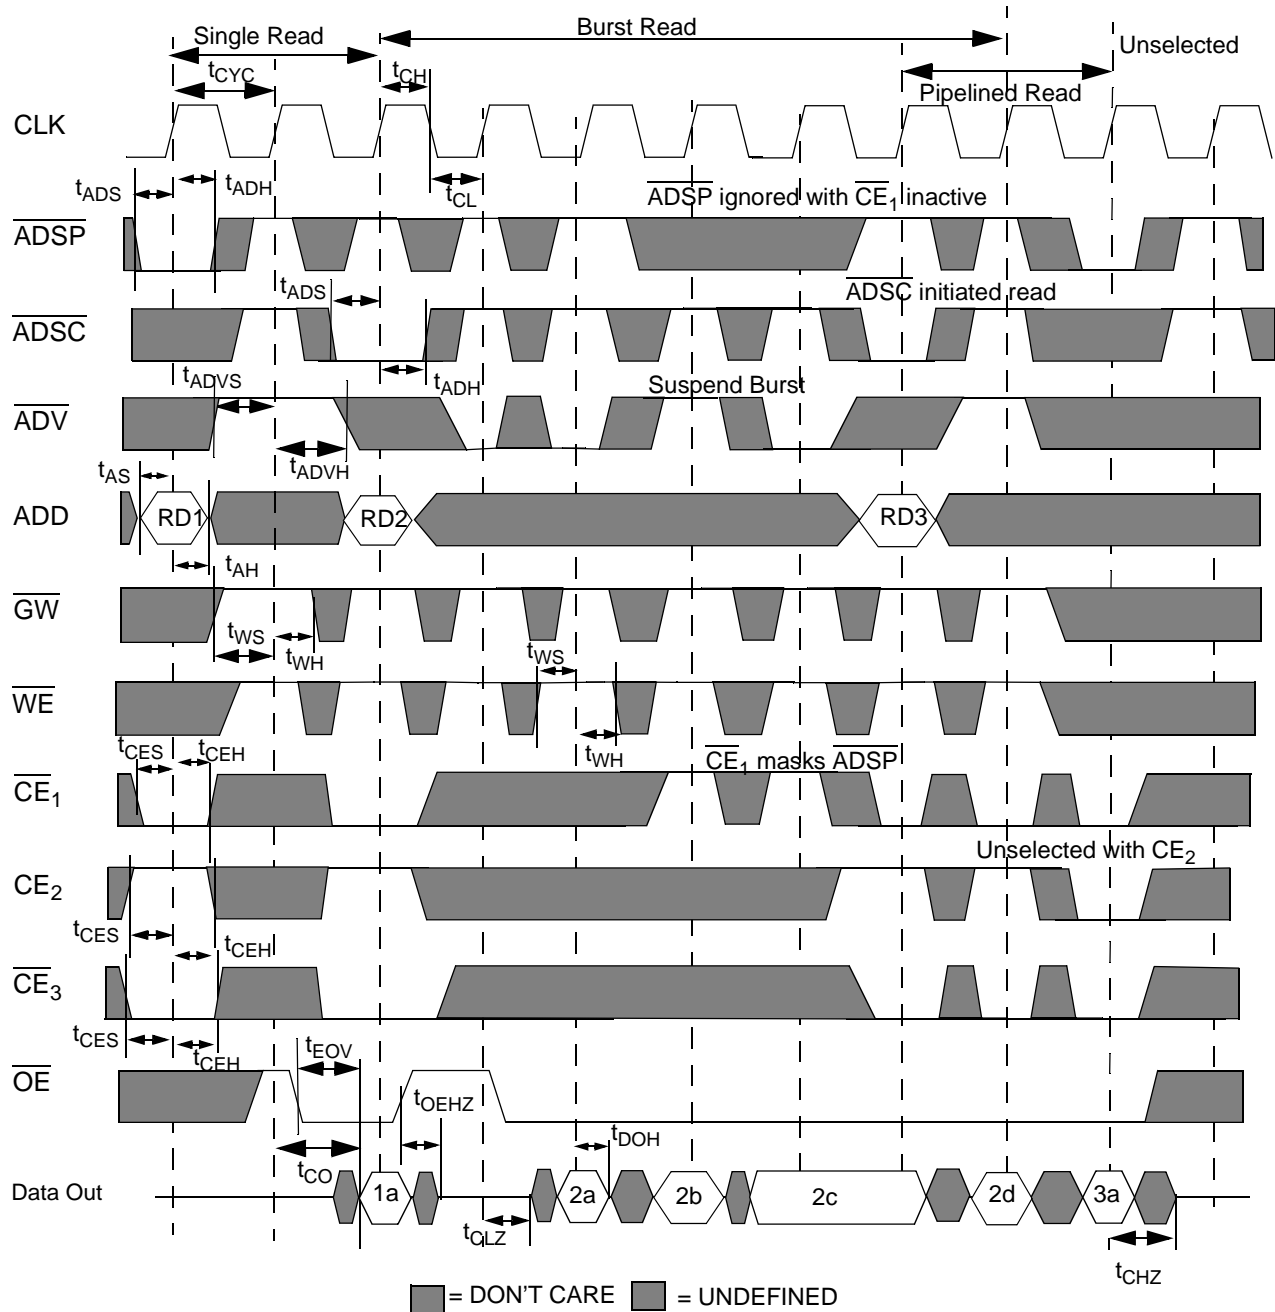 Single Read
Burst Read
Unselected
tCYC
tCH
Pipelined Read
CLK
tADS
tADH
tCL
ADSP ignored with CE1 inactive
ADSP
tADS
ADSC initiated read
ADSC
tADVS
tADH
Suspend Burst
ADV
tADVH
tAS
ADD
RD1
RD2
RD3
tAH
GW
tWS
tWH
tWS
WE
tWH
tCES
tCEH
CE1 masks ADSP
CE1
Unselected with CE2
CE2
tCES
tCEH
CE3
tCES
tCEH
tEOV
OE
tOEHZ
tDOH
tCO
Data Out
1a
2a
2b
2c
2d
3a
tCLZ
tCHZ
= DON'T CARE
= UNDEFINED